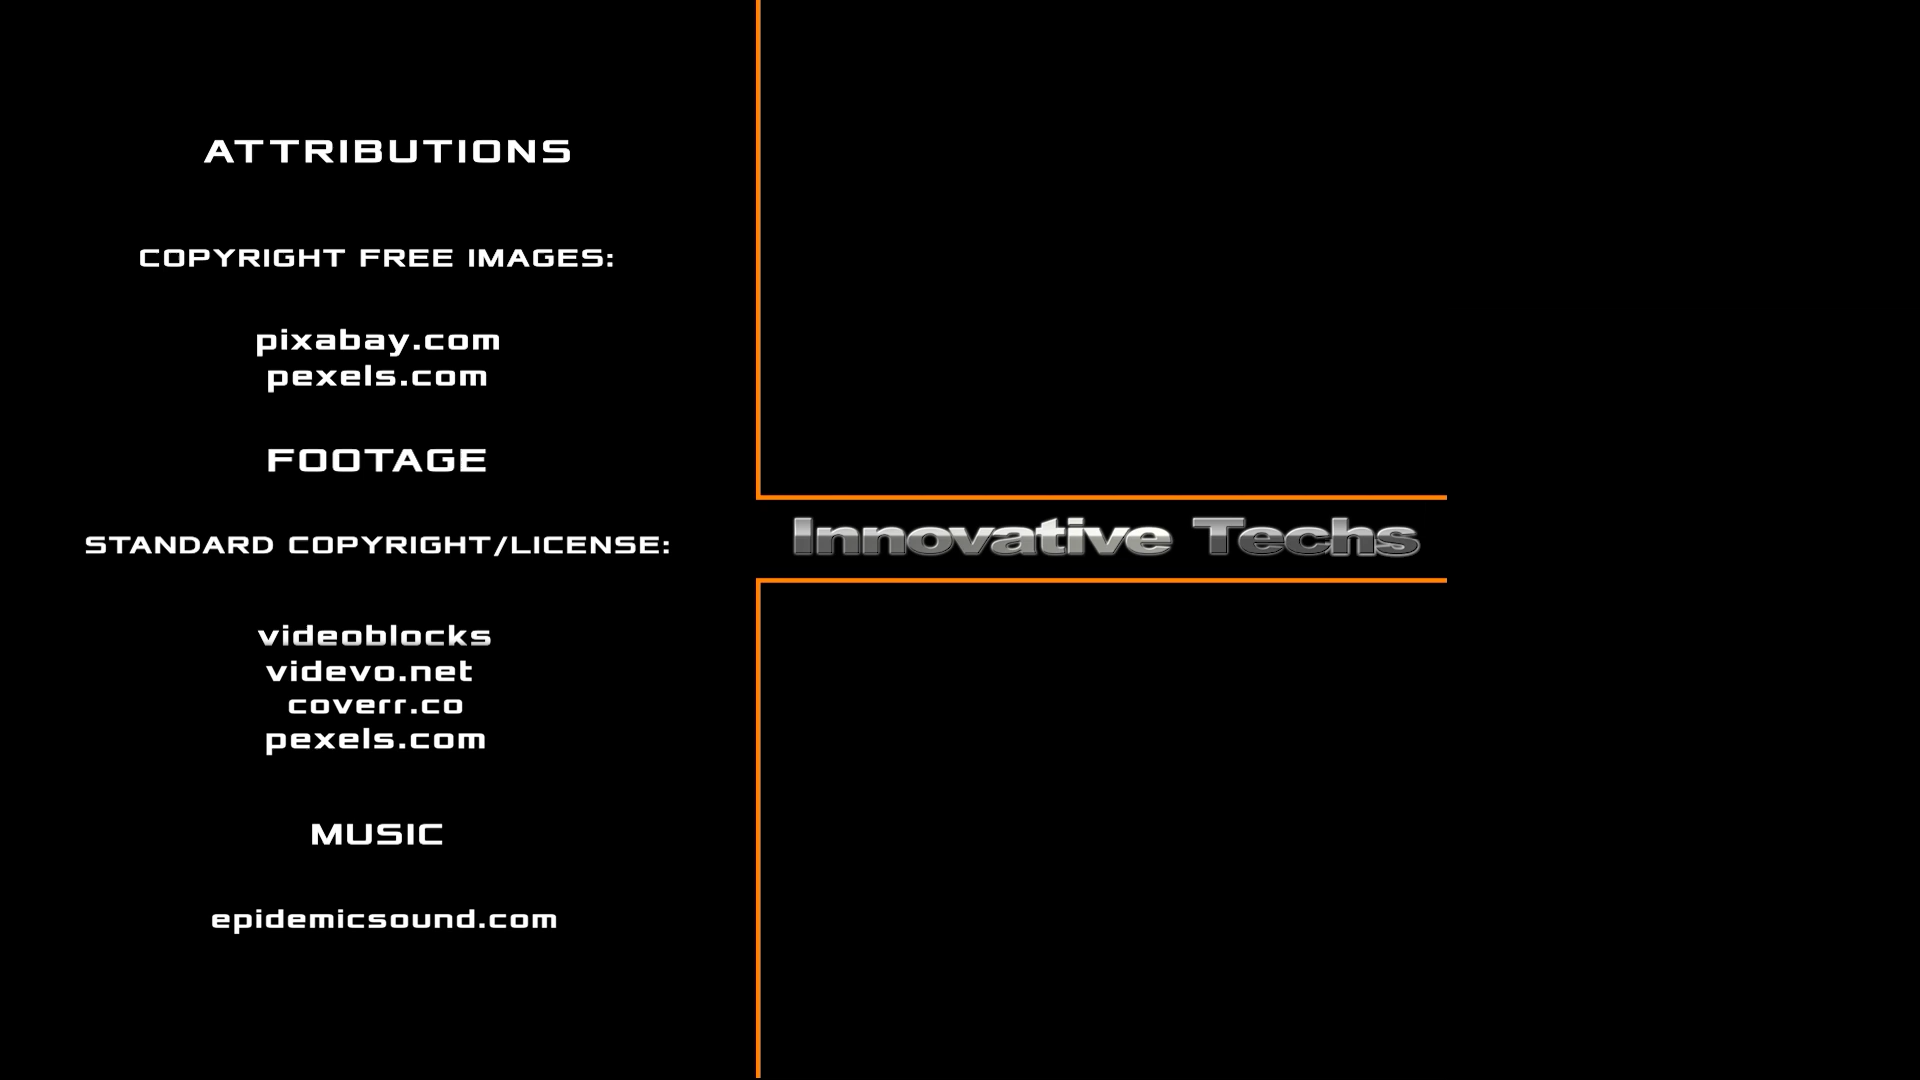 ATTRIBUTIONS
COPYRIGHT FREE IMAGES:
pixabay.com
pexels.com
FOOTAGE
STANDARD COPYRIGHT/LICENSE:
videoblocks
videvo.net
coverr.co
pexels.com
MUSIC
epidemicsound.com
Innovative Techs